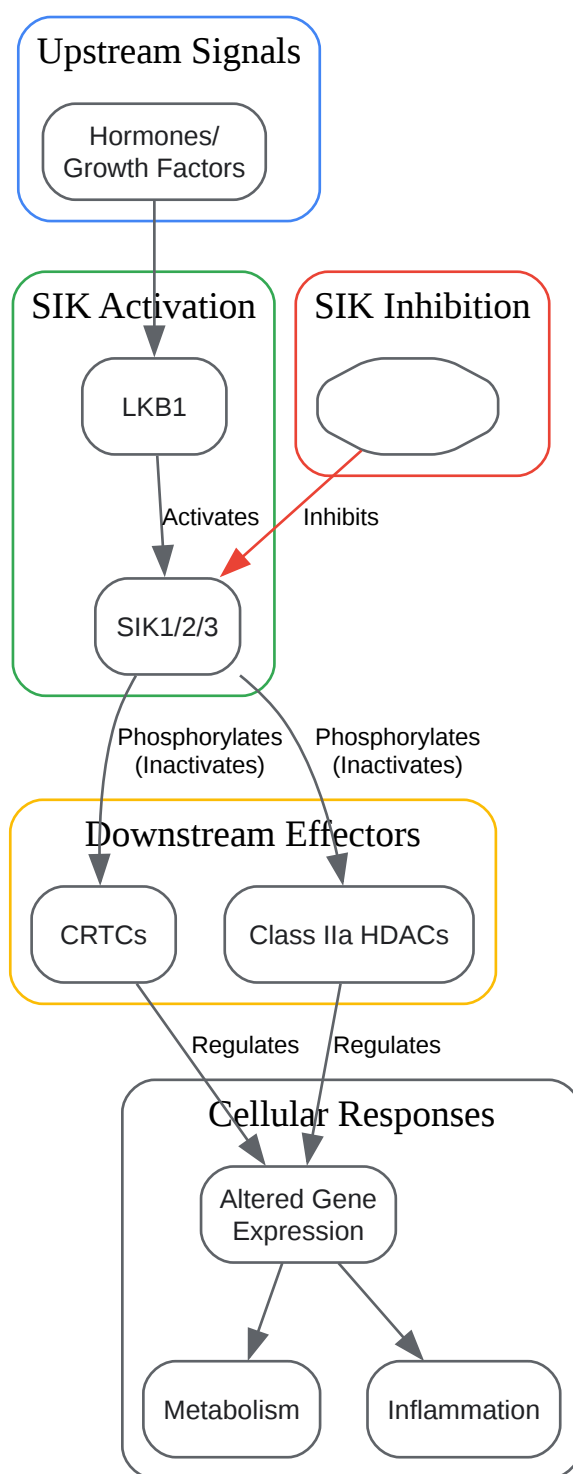 Upstream Signals
Hormones/
Growth Factors
SIK Activation
SIK Inhibition
LKB1
Activates
Inhibits
SIK1/2/3
Phosphorylates
(Inactivates)
Phosphorylates
(Inactivates)
Downstream Effectors
CRTCs
Class IIa HDACs
Regulates
Regulates
Cellular Responses
Altered Gene
Expression
Metabolism
Inflammation